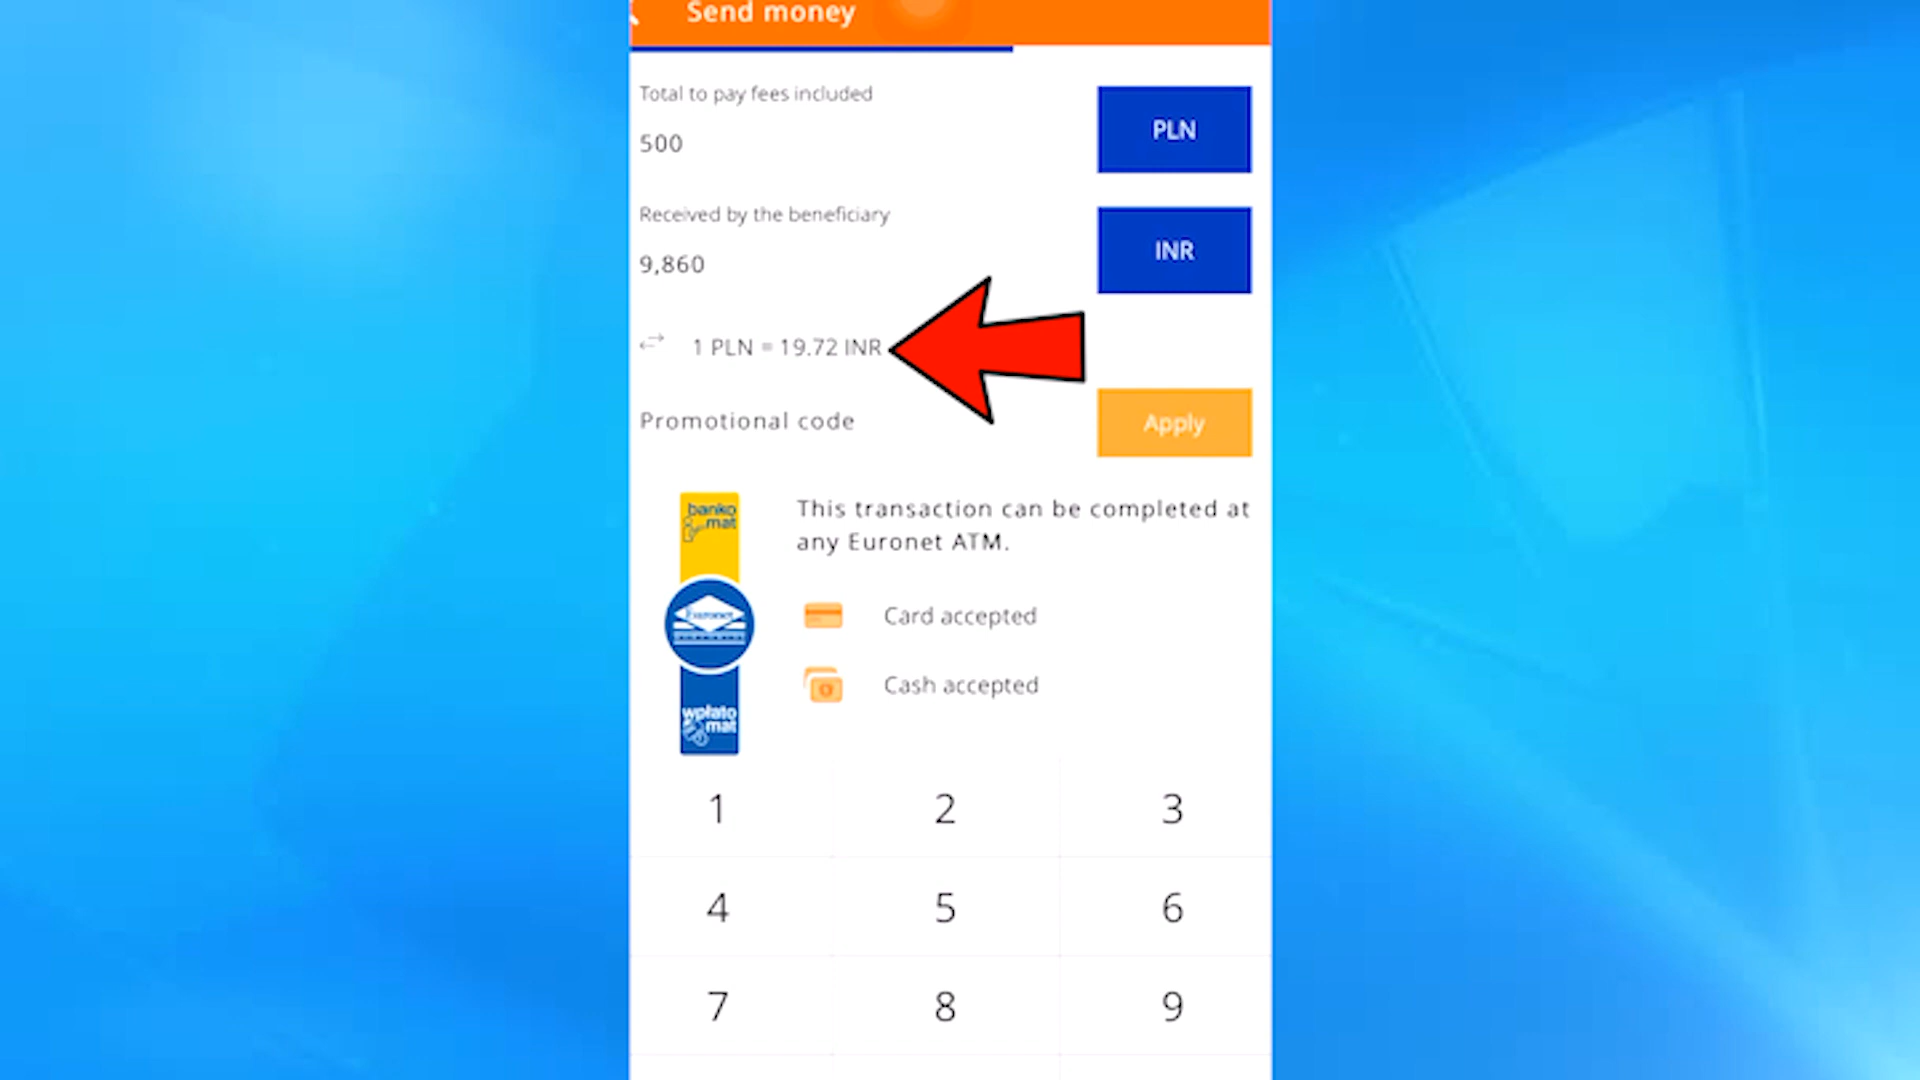 Send money
Total to pay fees included
500
PLN
Received by the beneficiary
9,860
INR
1 PLN = 19.72 INR
Promotional code
Apply
banko
mat
Euronet
wpłato
mat
This transaction can be completed at
any Euronet ATM.
Card accepted
Cash accepted
1 2 3
4 5 6
7 8 9